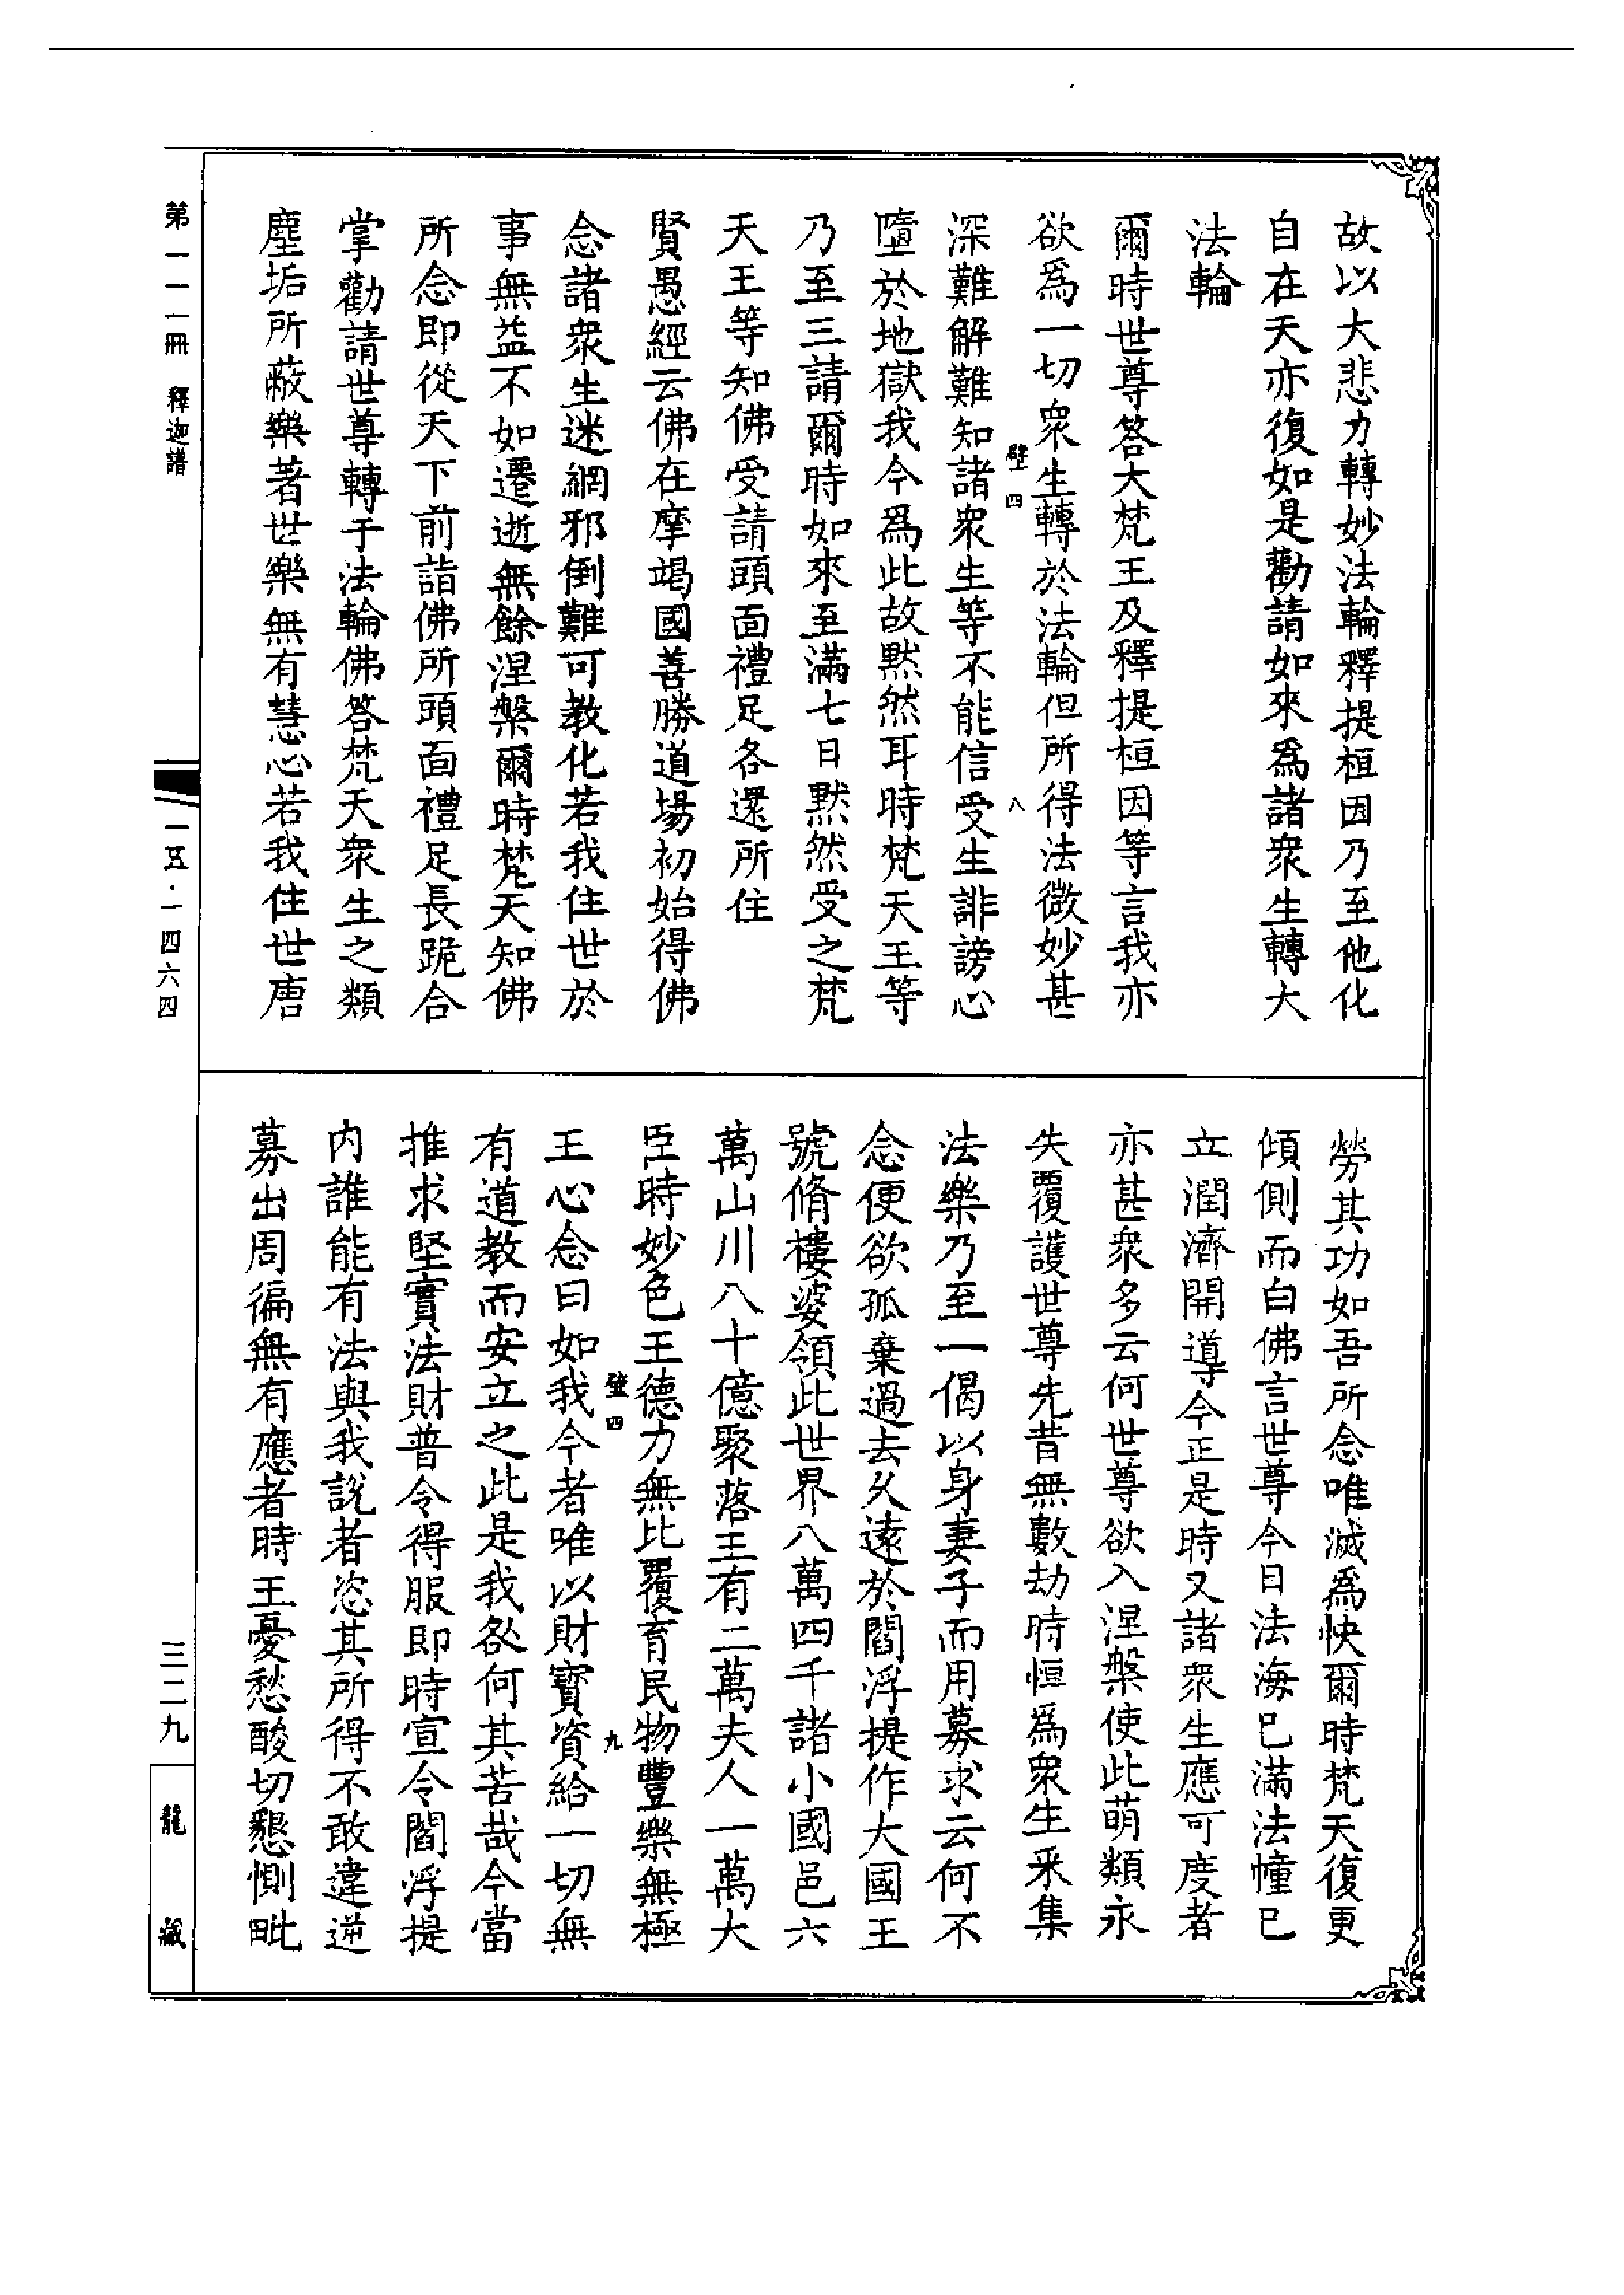 故以大悲力轉妙法輪釋提桓因乃至他化
自在天亦復如是勸請如來爲諸衆生轉大
法輪
爾時世尊答大梵王及釋提桓因等言我亦
欲爲一切衆生轉於法輪但所得法微妙甚
壁四 八
深難解難知諸衆生等不能信受生誹謗心
墮於地獄我今爲此故默然耳時梵天王等
乃至三請爾時如來至滿七日默然受之梵
天王等知佛受請頭面禮足各還所住
賢愚經云佛在摩竭國善勝道場初始得佛
念諸衆生迷網邪倒難可教化若我住世於
事無益不如遷逝無餘涅槃爾時梵天知佛
所念即從天下前詣佛所頭面禮足長跪合
掌勸請世尊轉于法輪佛答梵天衆生之類
塵垢所蔽樂著世樂無有慧心若我住世唐
勞其功如吾所念唯滅爲快爾時梵天復更
傾側而白佛言世尊今日法海已滿法幢已
立潤濟開導今正是時又諸衆生應可度者
亦甚衆多云何世尊欲入涅槃使此萌類永
失覆護世尊先昔無數劫時恒爲衆生采集
法樂乃至一偈以身妻子而用募求云何不
念便欲孤棄過去久遠於閻浮提作大國王
號脩樓婆領此世界八萬四千諸小國邑六
萬山川八十億聚落王有二萬夫人一萬大
臣時妙色王德力無比覆育民物豐樂無極
壁四 九
王心念曰如我今者唯以財寶資給一切無
有道教而安立之此是我咎何其苦哉今當
推求堅實法財普令得服即時宣令閻浮提
内誰能有法與我說者恣其所得不敢違逆
募出周徧無有應者時王憂愁酸切懇惻毗
第一一一冊 釋迦譜
一五·一四六四
三二九
龍藏